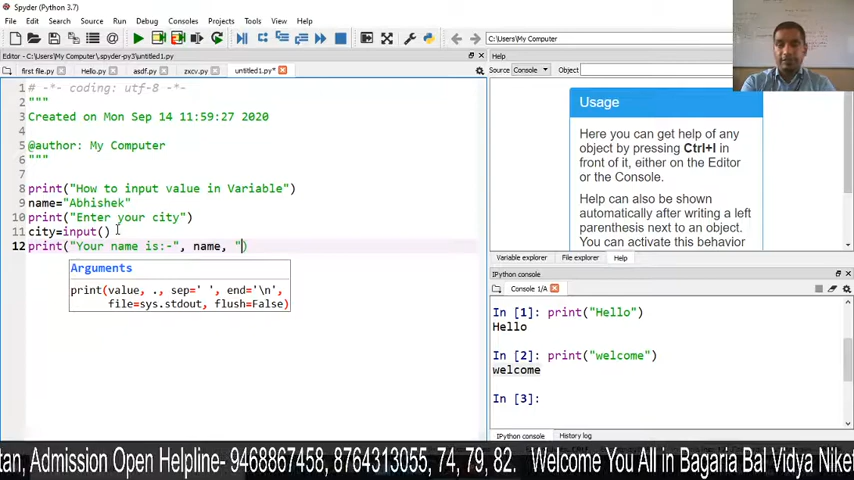 Spyder (Python 3.7)
File Edit Search Source Run Debug Consoles Projects Tools View Help
C:\Users\My Computer
Editor - C:\Users\My Computer\.spyder-py3\untitled1.py
first file.py Hello.py asdf.py zxcv.py untitled1.py*
1 # -*- coding: utf-8 -*-
2 """
3 Created on Mon Sep 14 11:59:27 2020
4
5 @author: My Computer
6 """
7
8 print("How to input value in Variable")
9 name="Abhishek"
10 print("Enter your city")
11 city=input()
12 print("Your name is:-", name, ")
Arguments
print(value, ., sep=' ', end='\n',
file=sys.stdout, flush=False)
Help
Source Console Object
Usage
Here you can get help of any
object by pressing Ctrl+I in
front of it, either on the Editor
or the Console.
Help can also be shown
automatically after writing a left
parenthesis next to an object.
You can activate this behavior
Variable explorer File explorer Help
IPython console
Console 1/A
In [1]: print("Hello")
Hello
In [2]: print("welcome")
welcome
In [3]:
IPython console History log
tan, Admission Open Helpline- 9468867458, 8764313055, 74, 79, 82. Welcome You All in Bagaria Bal Vidya Niket